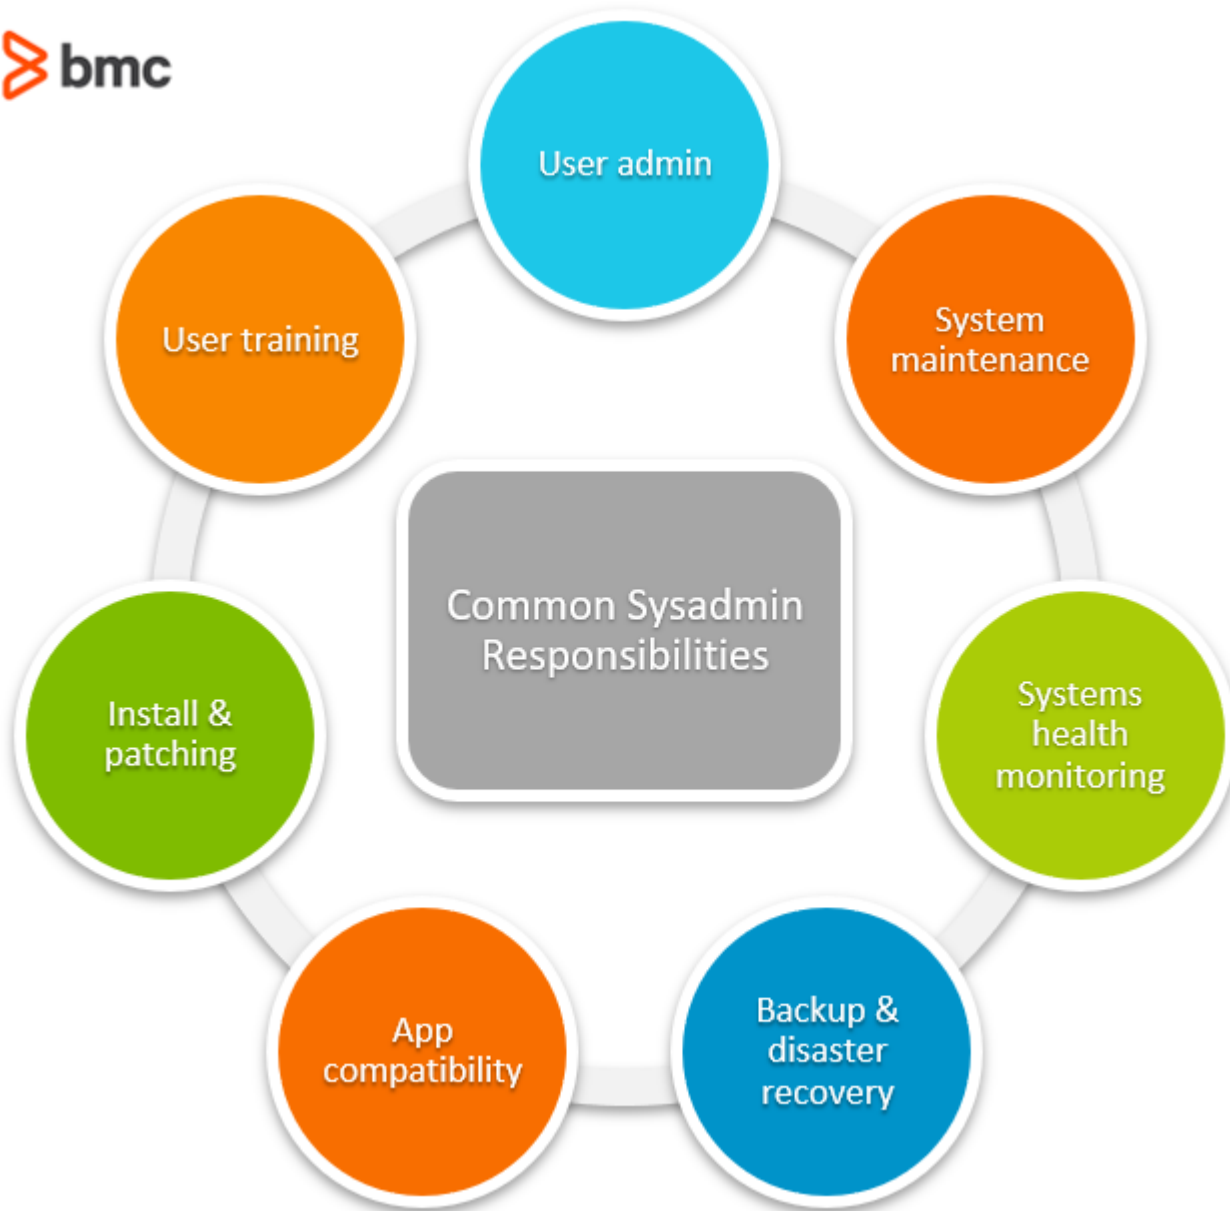 bmc
User admin
System
maintenance
Systems
health
monitoring
Backup &
disaster
recovery
App
compatibility
Install &
patching
User training
Common Sysadmin
Responsibilities